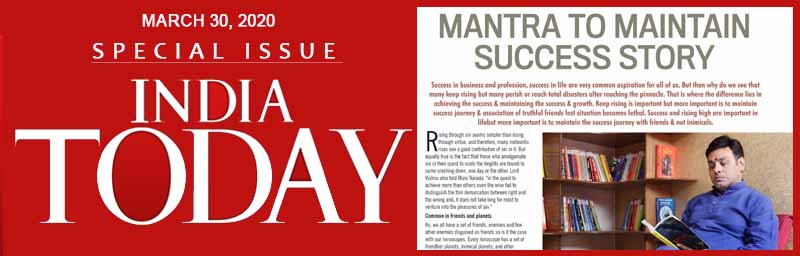 MARCH 30, 2020
SPECIAL ISSUE
INDIA
TODAY
MANTRA TO MAINTAIN
SUCCESS STORY
Success in business and profession, success in life are very common aspiration for all of us. But then why do we see that
many keep rising but many perish or reach total disasters after reaching the pinnacle. That is where the difference lies in
achieving the success & maintaining the success & growth. Keep rising is important but more important is to maintain
success journey & association of truthful friends lest situation becomes lethal. Success and rising high are important in
lifebut more important is to maintain the success journey with friends & not inimicals.
Rising through sin seems simpler than rising
through virtue, and therefore, many meteoric
rises see a good contribution of sin in it. But
equally true is the fact that those who amalgamate
sin in their quest to scale the heights are bound to
come crashing down, one day or the other. Lord
Vishnu also told Muni Narada "in the quest to
achieve more than others even the wise fail to
distinguish the thin demarcation between right and
the wrong and, it does not take long for most to
venture into the pleasures of sin."
Common in friends and planets
As, we all have a set of friends, enemies and few
other enemies disguised as friends so is it the case
with our horoscopes. Every horoscope has a set of
friendlier planets, inimical planets, and other